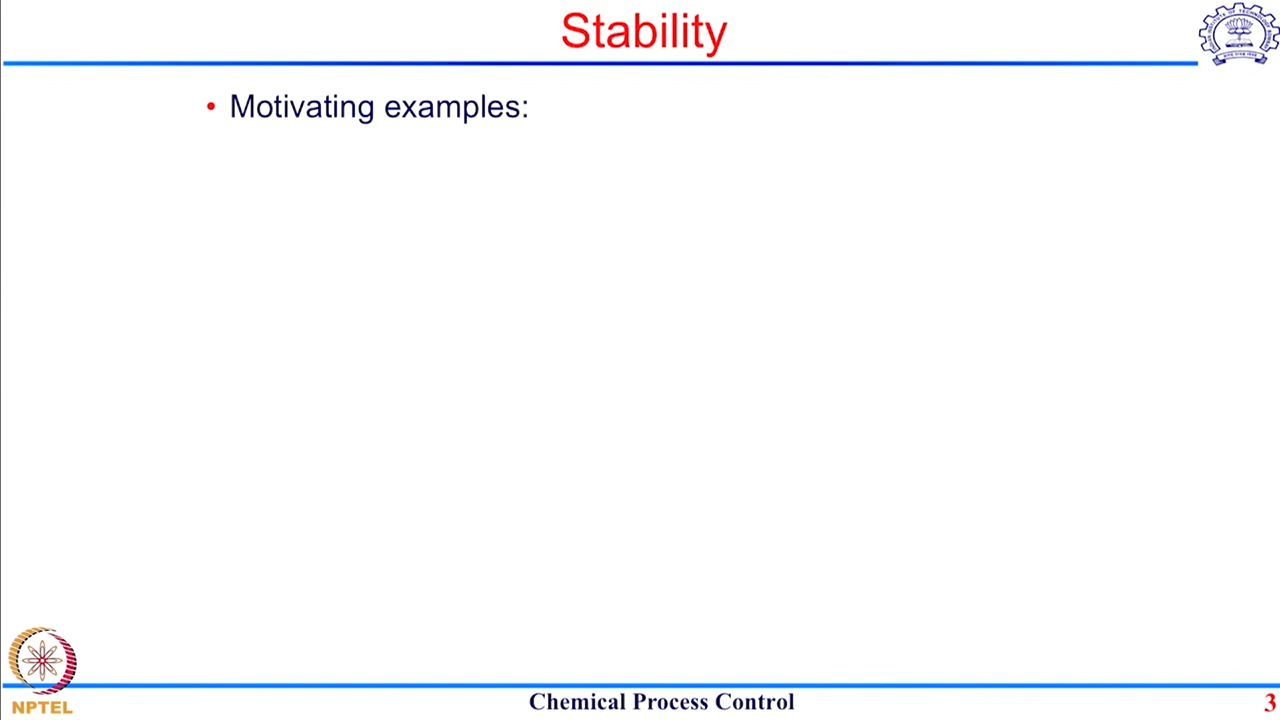 Stability
• Motivating examples:
NPTEL
Chemical Process Control
3